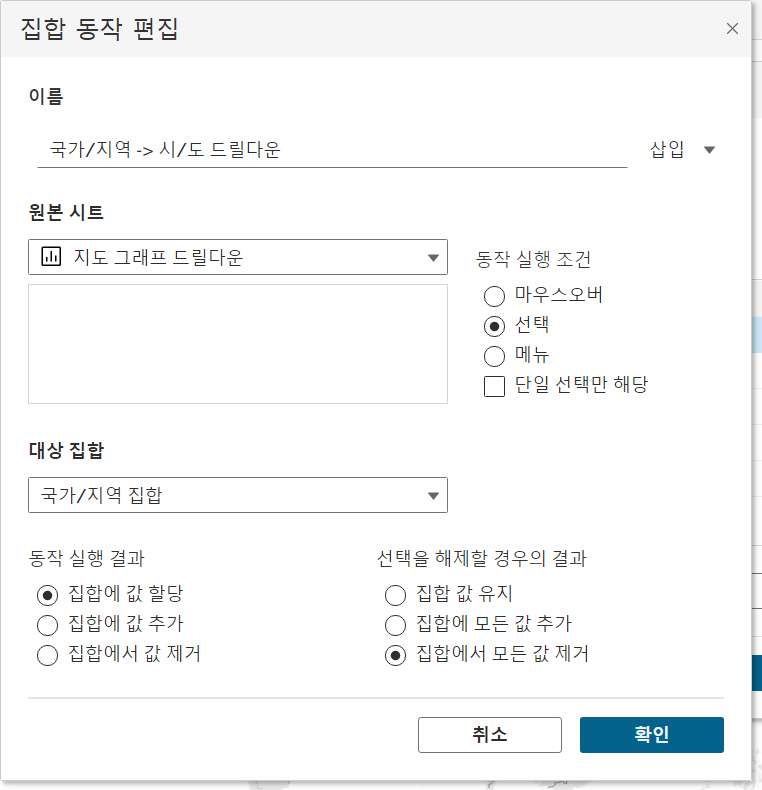 집합 동작 편집
이름
국가/지역 -> 시/도 드릴다운
삽입
원본 시트
지도 그래프 드릴다운
동작 실행 조건
마우스오버
선택
메뉴
단일 선택만 해당
대상 집합
국가/지역 집합
동작 실행 결과
집합에 값 할당
집합에 값 추가
집합에서 값 제거
선택을 해제할 경우의 결과
집합 값 유지
집합에 모든 값 추가
집합에서 모든 값 제거
취소
확인